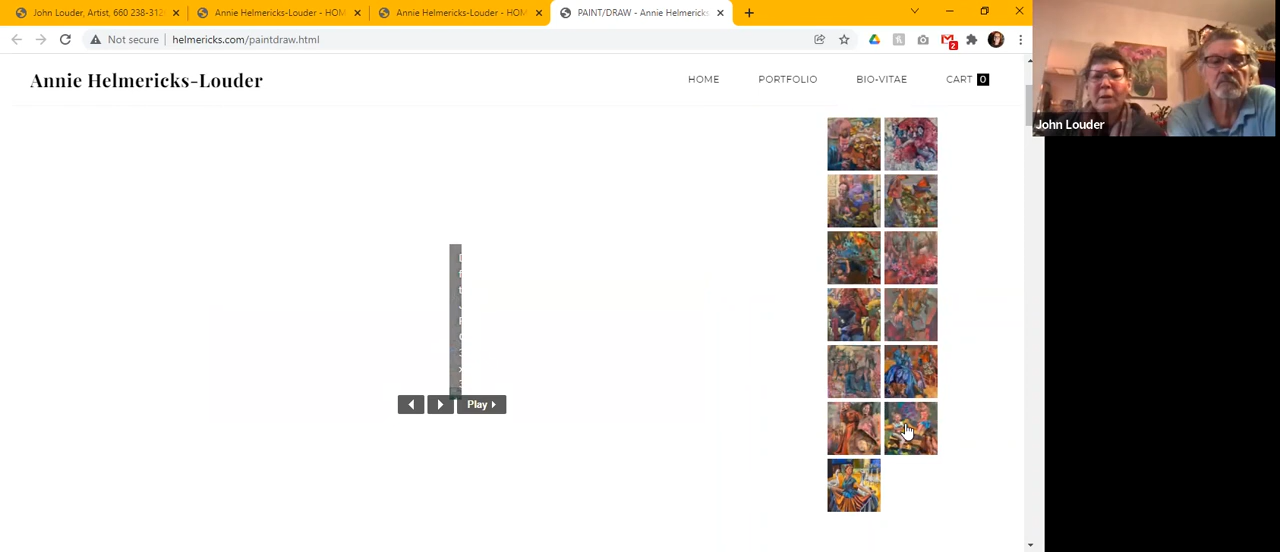 John Louder, Artist, 660 238-312
Annie Helmericks-Louder - HOM
Annie Helmericks-Louder - HOM
PAINT/DRAW - Annie Helmericks
Not secure
helmericks.com/paintdraw.html
2
Annie Helmericks-Louder
HOME
PORTFOLIO
BIO-VITAE
CART 0
Play
John Louder